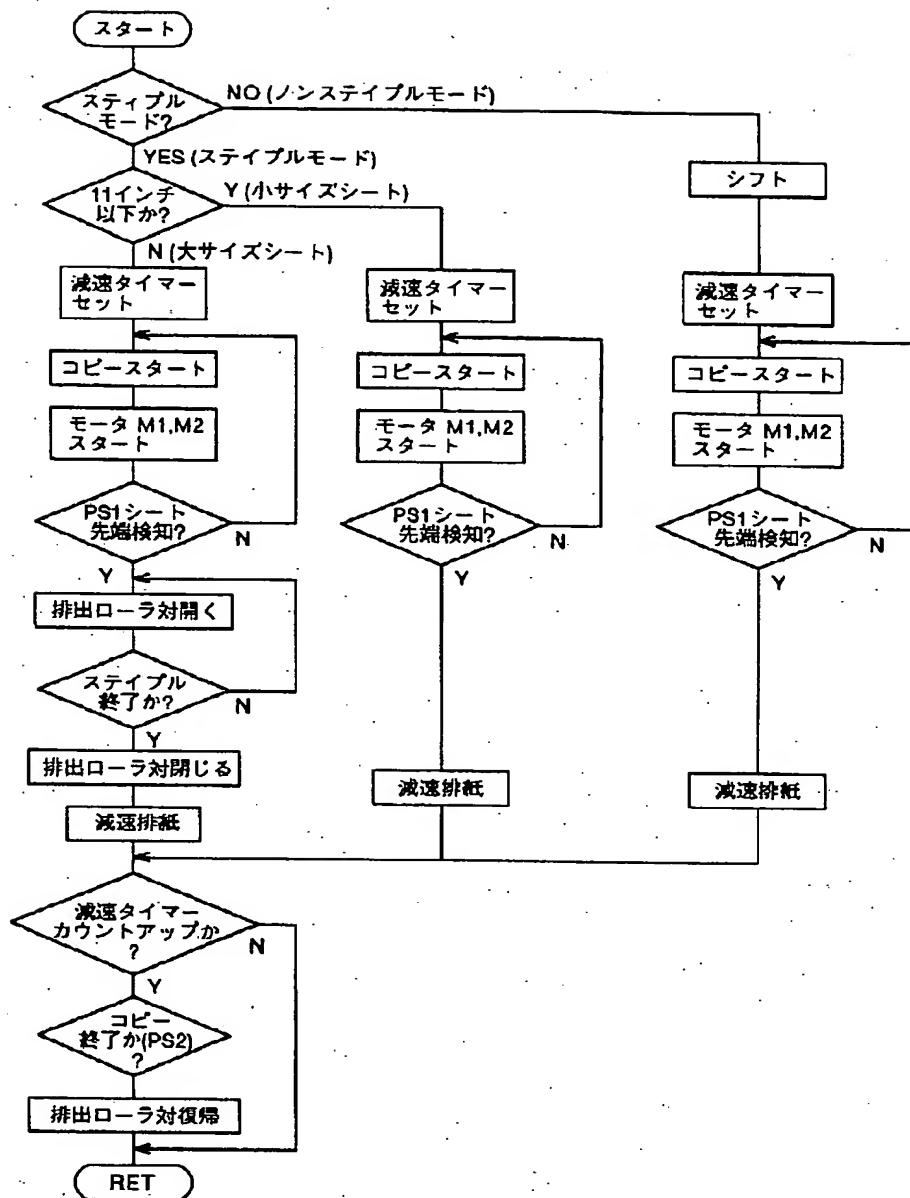 スタート
スティプル
モード?
NO (ノンステイプルモード)
YES (ステイプルモード)
11インチ
以下か?
Y (小サイズシート)
N (大サイズシート)
シフト
減速タイマー
セット
減速タイマー
セット
減速タイマー
セット
コピースタート
コピースタート
コピースタート
モータ M1,M2
スタート
モータ M1,M2
スタート
モータ M1,M2
スタート
PS1シート
先端検知?
N
Y
PS1シート
先端検知?
N
Y
PS1シート
先端検知?
N
Y
排出ローラ対開く
ステイプル
終了か?
N
Y
排出ローラ対閉じる
減速排紙
減速排紙
減速排紙
減速タイマー
カウントアップか
?
N
Y
コピー
終了か(PS2)
?
排出ローラ対復帰
RET